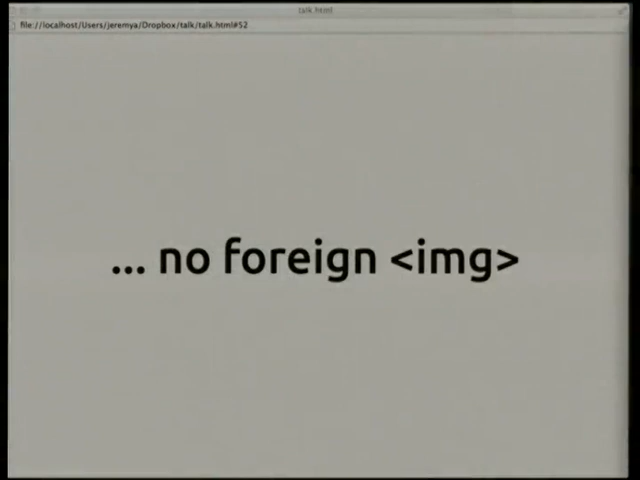 talk.html
file://localhost/Users/jeremya/Dropbox/talk/talk.html#52
... no foreign <img>